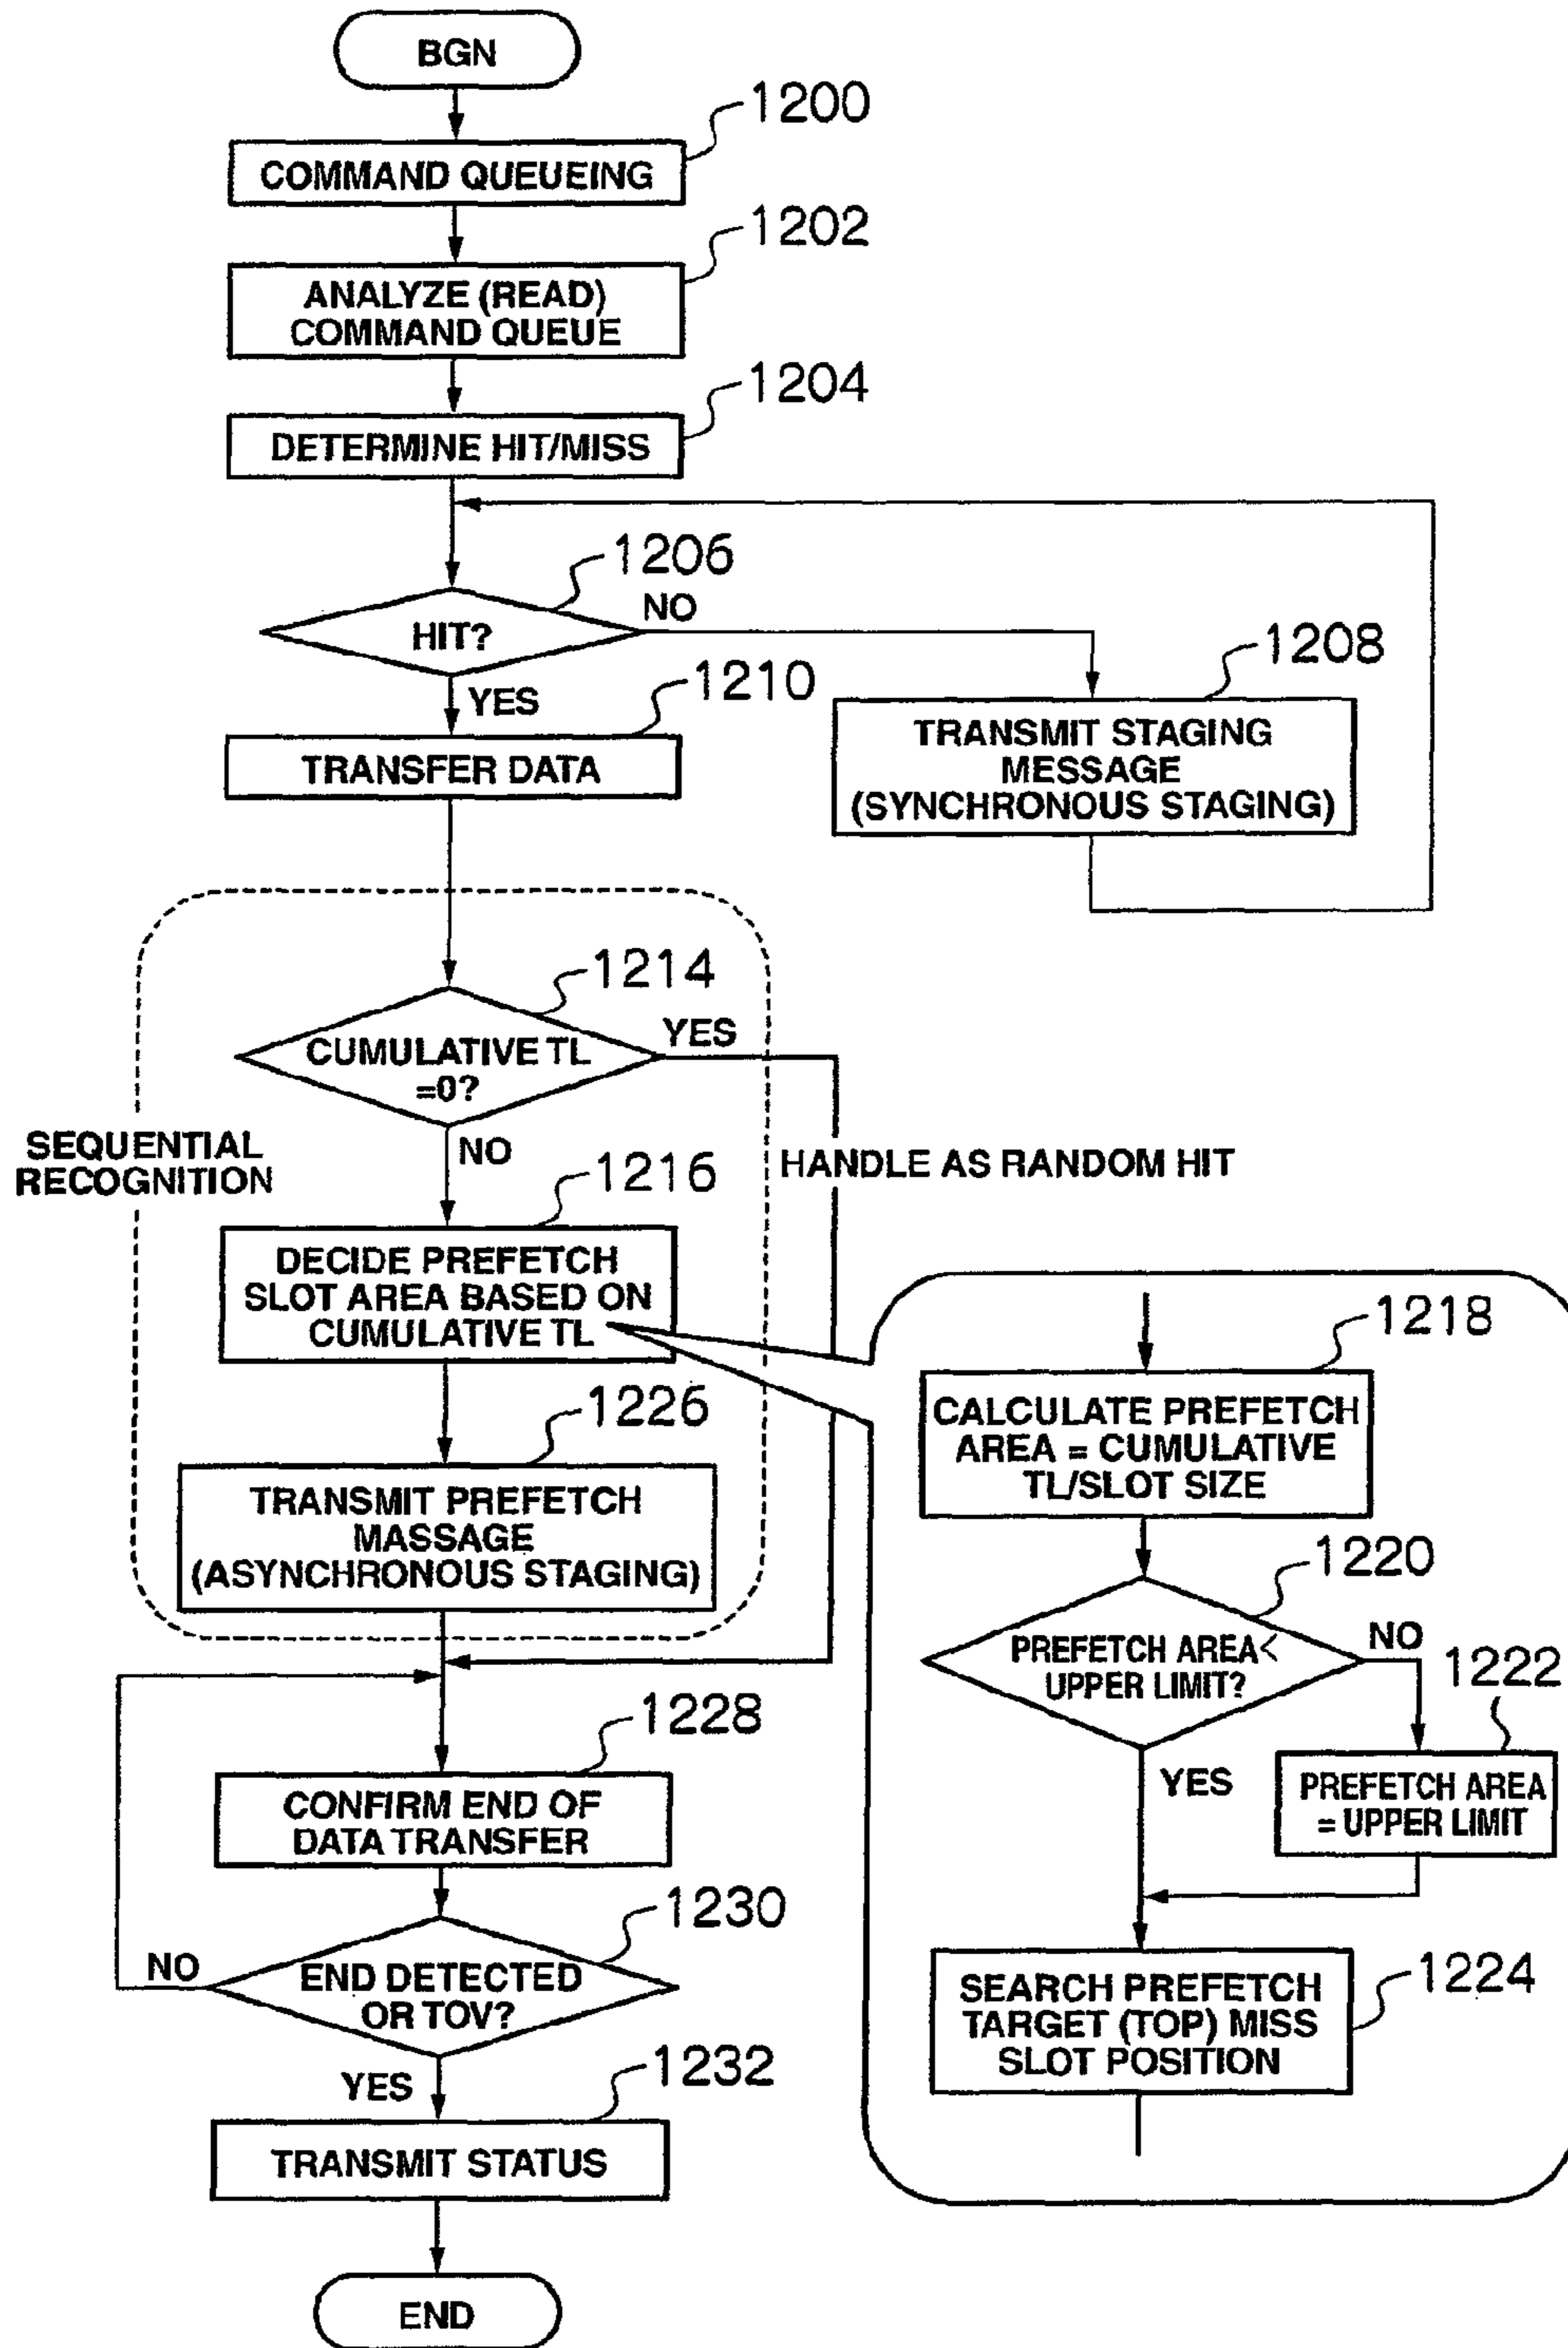 BGN
1200
COMMAND QUEUEING
1202
ANALYZE (READ)
COMMAND QUEUE
1204
DETERMINE HIT/MISS
1206
HIT?
NO
YES
1208
TRANSMIT STAGING
MESSAGE
(SYNCHRONOUS STAGING)
1210
TRANSFER DATA
SEQUENTIAL
RECOGNITION
1214
CUMULATIVE TL
=0?
YES
NO
HANDLE AS RANDOM HIT
1216
DECIDE PREFETCH
SLOT AREA BASED ON
CUMULATIVE TL
1218
CALCULATE PREFETCH
AREA = CUMULATIVE
TL/SLOT SIZE
1220
PREFETCH AREA<
UPPER LIMIT?
NO
YES
1222
PREFETCH AREA
= UPPER LIMIT
1224
SEARCH PREFETCH
TARGET (TOP) MISS
SLOT POSITION
1226
TRANSMIT PREFETCH
MASSAGE
(ASYNCHRONOUS STAGING)
1228
CONFIRM END OF
DATA TRANSFER
1230
END DETECTED
OR TOV?
NO
YES
1232
TRANSMIT STATUS
END